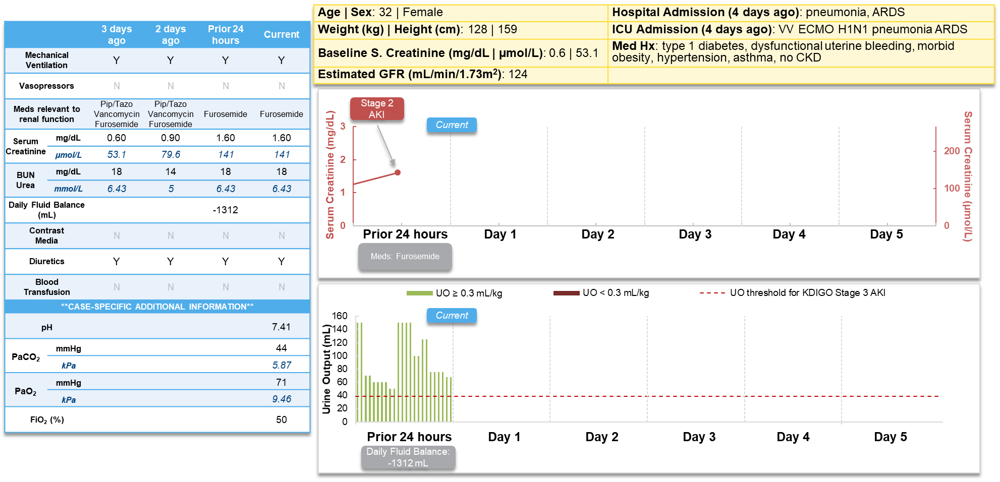 Age | Sex: 32 | Female
Hospital Admission (4 days ago): pneumonia, ARDS
Weight (kg) | Height (cm): 128 | 159
ICU Admission (4 days ago): VV ECMO H1N1 pneumonia ARDS
Baseline S. Creatinine (mg/dL | µmol/L): 0.6 | 53.1
Med Hx: type 1 diabetes, dysfunctional uterine bleeding, morbid
obesity, hypertension, asthma, no CKD
Estimated GFR (mL/min/1.73m²): 124
3 days
ago
2 days
ago
Prior 24
hours
Current
Mechanical
Ventilation
Y Y Y Y
Vasopressors
N N N N
Meds relevant to
renal function
Pip/Tazo
Vancomycin
Furosemide
Pip/Tazo
Vancomycin
Furosemide
Furosemide
Furosemide
Serum
Creatinine
mg/dL 0.60 0.90 1.60 1.60
µmol/L 53.1 79.6 141 141
BUN
Urea
mg/dL 18 14 18 18
mmol/L 6.43 5 6.43 6.43
Daily Fluid Balance
(mL)
-1312
Contrast
Media
N N N N
Diuretics
Y Y Y Y
Blood
Transfusion
N N N N
**CASE-SPECIFIC ADDITIONAL INFORMATION**
pH 7.41
PaCO₂
mmHg 44
kPa 5.87
PaO₂
mmHg 71
kPa 9.46
FiO₂ (%) 50
Stage 2
AKI
Current
Serum Creatinine (mg/dL)
3
2
1
0
Serum Creatinine (µmol/L)
200
100
0
Prior 24 hours Day 1 Day 2 Day 3 Day 4 Day 5
Meds: Furosemide
UO ≥ 0.3 mL/kg
UO < 0.3 mL/kg
UO threshold for KDIGO Stage 3 AKI
Current
Urine Output (mL)
160
140
120
100
80
60
40
20
0
Prior 24 hours Day 1 Day 2 Day 3 Day 4 Day 5
Daily Fluid Balance:
-1312 mL